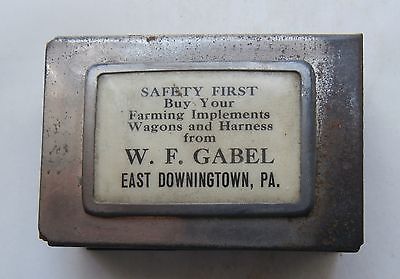 SAFETY FIRST
Buy Your
Farming Implements
Wagons and Harness
from
W. F. GABEL
EAST DOWNINGTOWN, PA.